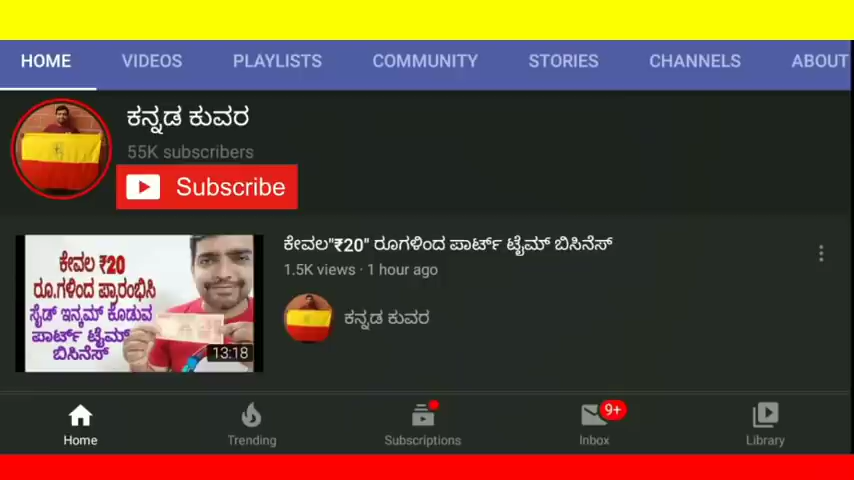 HOME VIDEOS PLAYLISTS COMMUNITY STORIES CHANNELS ABOUT
ಕನ್ನಡ ಕುವರ
55K subscribers
Subscribe
ಕೇವಲ ₹20
ರೂ.ಗಳಿಂದ ಪ್ರಾರಂಭಿಸಿ
ಸೈಡ್ ಇನ್ಕಮ್ ಕೊಡುವ
ಪಾರ್ಟ್ ಟೈಮ್
ಬಿಸಿನೆಸ್
13:18
ಕೇವಲ"₹20" ರೂಗಳಿಂದ ಪಾರ್ಟ್ ಟೈಮ್ ಬಿಸಿನೆಸ್
1.5K views · 1 hour ago
ಕನ್ನಡ ಕುವರ
9+
Home Trending Subscriptions Inbox Library